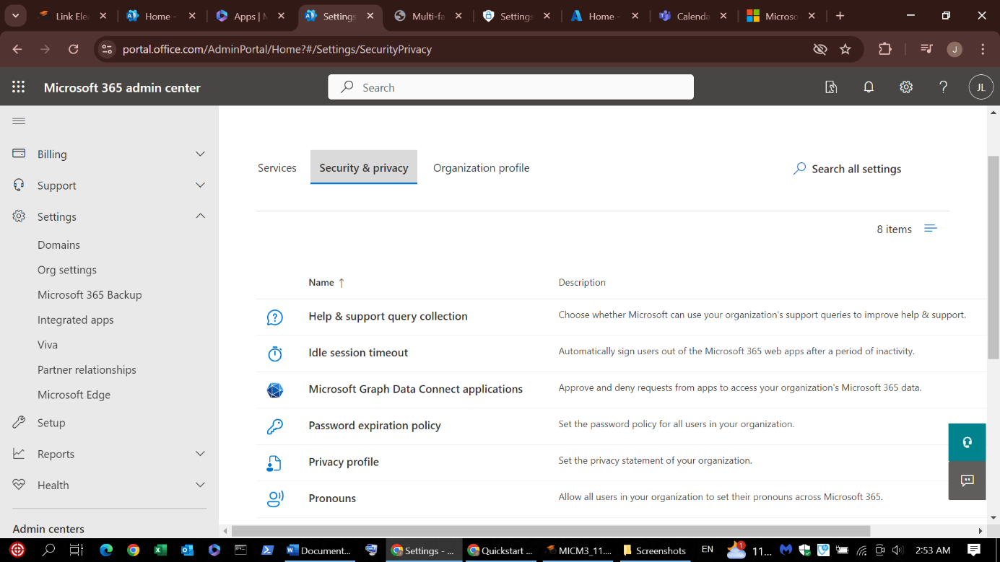 Link Ele
Home -
Apps | M
Settings
Multi-fa
Settings
Home -
Calenda
Microso
portal.office.com/AdminPortal/Home?#/Settings/SecurityPrivacy
J
Microsoft 365 admin center
Search
JL
Billing
Support
Settings
Domains
Org settings
Microsoft 365 Backup
Integrated apps
Viva
Partner relationships
Microsoft Edge
Setup
Reports
Health
Admin centers
Services
Security & privacy
Organization profile
Search all settings
8 items
Name ↑
Description
Help & support query collection
Choose whether Microsoft can use your organization's support queries to improve help & support.
Idle session timeout
Automatically sign users out of the Microsoft 365 web apps after a period of inactivity.
Microsoft Graph Data Connect applications
Approve and deny requests from apps to access your organization's Microsoft 365 data.
Password expiration policy
Set the password policy for all users in your organization.
Privacy profile
Set the privacy statement of your organization.
Pronouns
Allow all users in your organization to set their pronouns across Microsoft 365.
Document...
Settings - ...
Quickstart ...
MICM3_11...
Screenshots
EN
1
11...
2:53 AM